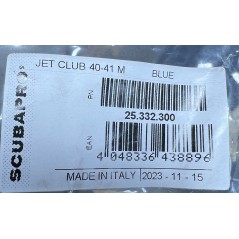 SCUBAPRO®
JET CLUB 40-41 M BLUE
PN
25.332.300
EAN
4 048336 438896
MADE IN ITALY 2023 - 11 - 15